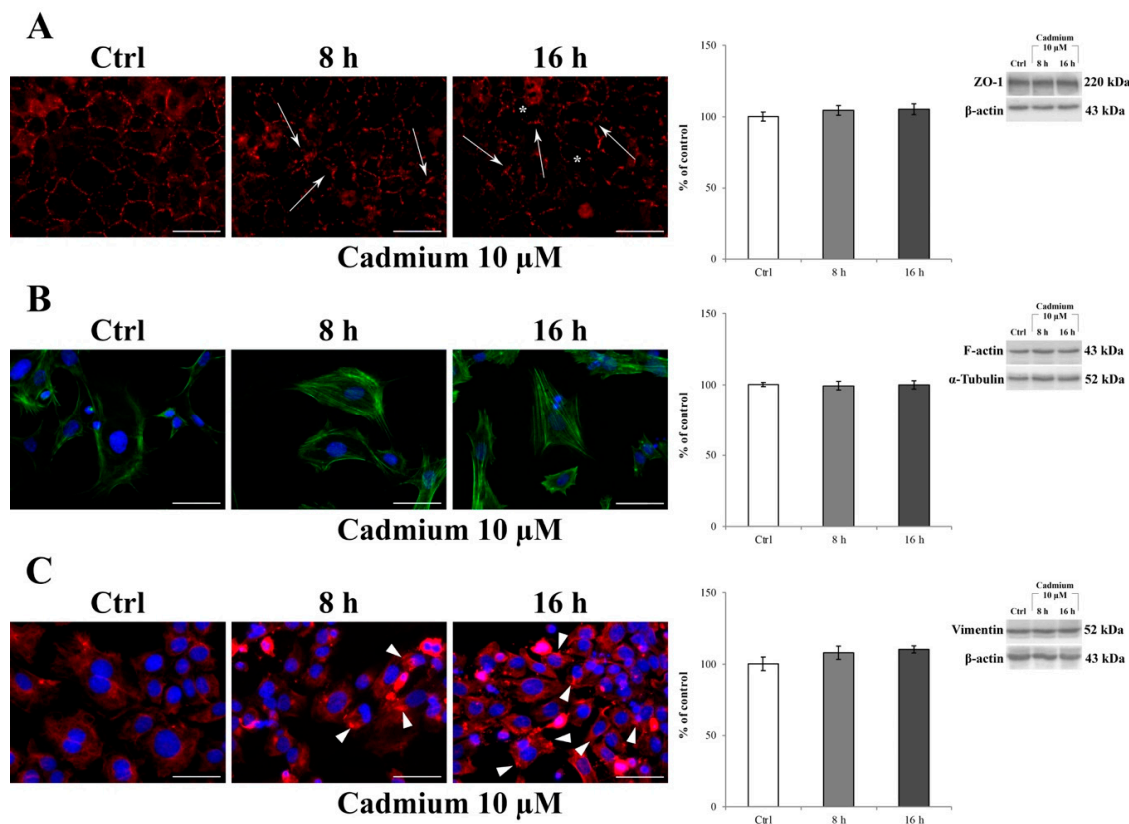 A
Ctrl 8 h 16 h
* *
Cadmium 10 µM
% of control
150
100
50
0
Ctrl 8 h 16 h
Cadmium
10 µM
Ctrl 8 h 16 h
ZO-1 220 kDa
β-actin 43 kDa
B
Ctrl 8 h 16 h
Cadmium 10 µM
% of control
150
100
50
0
Ctrl 8 h 16 h
Cadmium
10 µM
Ctrl 8 h 16 h
F-actin 43 kDa
α-Tubulin 52 kDa
C
Ctrl 8 h 16 h
Cadmium 10 µM
% of control
150
100
50
0
Ctrl 8 h 16 h
Cadmium
10 µM
Ctrl 8 h 16 h
Vimentin 52 kDa
β-actin 43 kDa